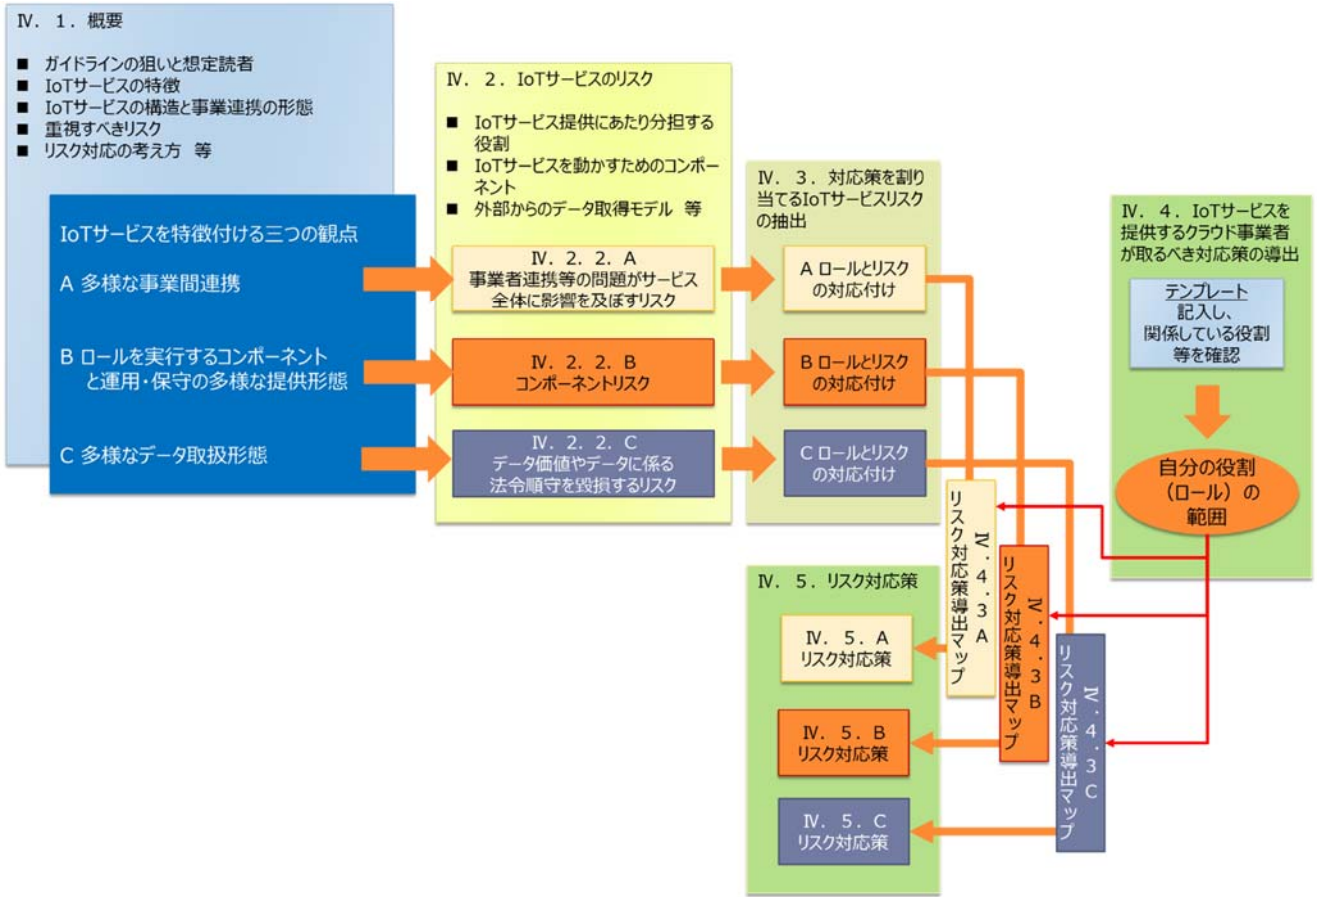 Ⅳ．１．概要
■ ガイドラインの狙いと想定読者
■ IoTサービスの特徴
■ IoTサービスの構造と事業連携の形態
■ 重視すべきリスク
■ リスク対応の考え方 等
IoTサービスを特徴付ける三つの観点
A 多様な事業間連携
B ロールを実行するコンポーネント
と運用・保守の多様な提供形態
C 多様なデータ取扱形態
Ⅳ．２．IoTサービスのリスク
■ IoTサービス提供にあたり分担する
役割
■ IoTサービスを動かすためのコンポー
ネント
■ 外部からのデータ取得モデル 等
Ⅳ．２．２．A
事業者連携等の問題がサービス
全体に影響を及ぼすリスク
Ⅳ．２．２．B
コンポーネントリスク
Ⅳ．２．２．C
データ価値やデータに係る
法令順守を毀損するリスク
Ⅳ．３．対応策を割り
当てるIoTサービスリスク
の抽出
A ロールとリスク
の対応付け
B ロールとリスク
の対応付け
C ロールとリスク
の対応付け
Ⅳ．４．IoTサービスを
提供するクラウド事業者
が取るべき対応策の導出
テンプレート
記入し、
関係している役割
等を確認
自分の役割
（ロール）の
範囲
Ⅳ．４．３A
リスク対応策導出マップ
Ⅳ．４．３B
リスク対応策導出マップ
Ⅳ．４．３C
リスク対応策導出マップ
Ⅳ．５．リスク対応策
Ⅳ．５．A
リスク対応策
Ⅳ．５．B
リスク対応策
Ⅳ．５．C
リスク対応策